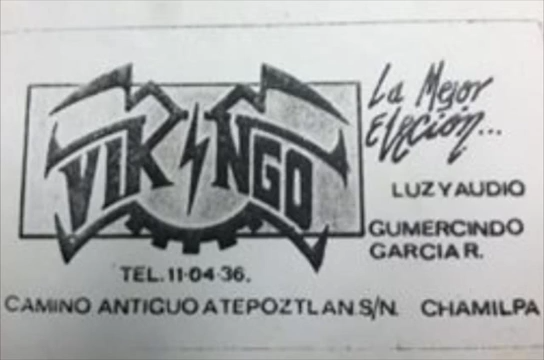 VIKINGO
La Mejor
Elección...
LUZ Y AUDIO
GUMERCINDO
GARCIA R.
TEL. 11-04-36.
CAMINO ANTIGUO A TEPOZTLAN S/N. CHAMILPA